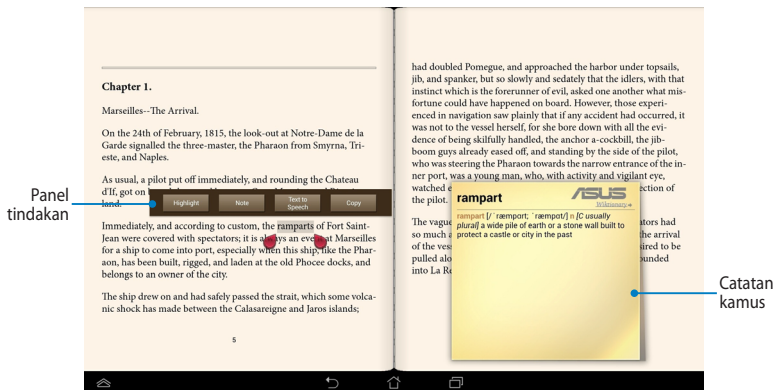 Chapter 1.
Marseilles--The Arrival.
On the 24th of February, 1815, the look-out at Notre-Dame de la
Garde signalled the three-master, the Pharaon from Smyrna, Tri-
este, and Naples.
As usual, a pilot put off immediately, and rounding the Chateau
d'If, got on
land.
Highlight
Note
Text to
Speech
Copy
Immediately, and according to custom, the ramparts of Fort Saint-
Jean were covered with spectators; it is always an event at Marseilles
for a ship to come into port, especially when this ship, like the Phar-
aon, has been built, rigged, and laden at the old Phocee docks, and
belongs to an owner of the city.
The ship drew on and had safely passed the strait, which some volca-
nic shock has made between the Calasareigne and Jaros islands;
5
Panel
tindakan
had doubled Pomegue, and approached the harbor under topsails,
jib, and spanker, but so slowly and sedately that the idlers, with that
instinct which is the forerunner of evil, asked one another what mis-
fortune could have happened on board. However, those experi-
enced in navigation saw plainly that if any accident had occurred, it
was not to the vessel herself, for she bore down with all the evi-
dence of being skilfully handled, the anchor a-cockbill, the jib-
boom guys already eased off, and standing by the side of the pilot,
who was steering the Pharaon towards the narrow entrance of the in-
ner port, was a young man, who, with activity and vigilant eye,
watched ection of
the pilot.
The vague ators had
so much a the arrival
of the vess sired to be
pulled alo ounded
into La Re
rampart
ASUS
Wiktionary
rampart [/ˈræmpɑrt; ˈræmpət/] n [C usually
plural] a wide pile of earth or a stone wall built to
protect a castle or city in the past
Catatan
kamus